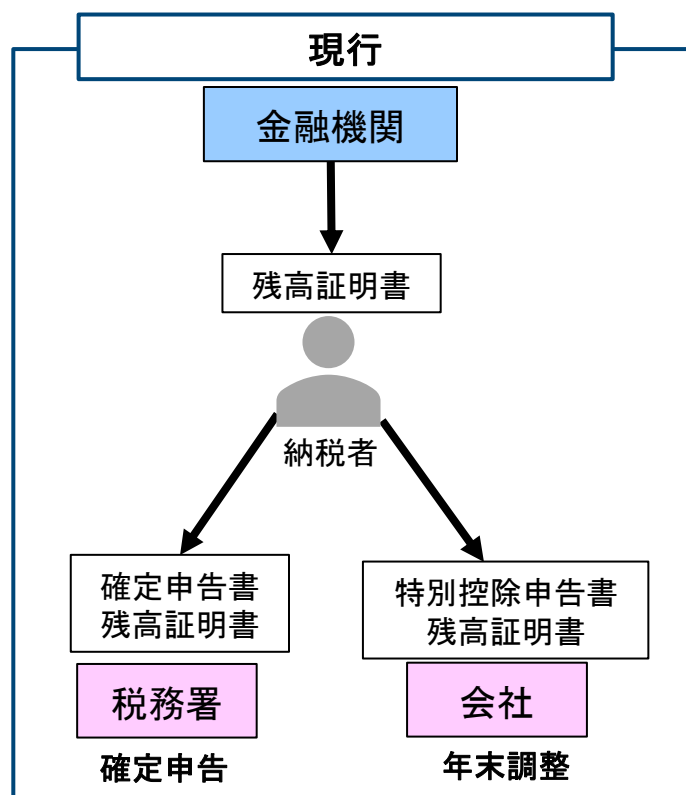 現行
金融機関
残高証明書
納税者
確定申告書
残高証明書
税務署
確定申告
特別控除申告書
残高証明書
会社
年末調整